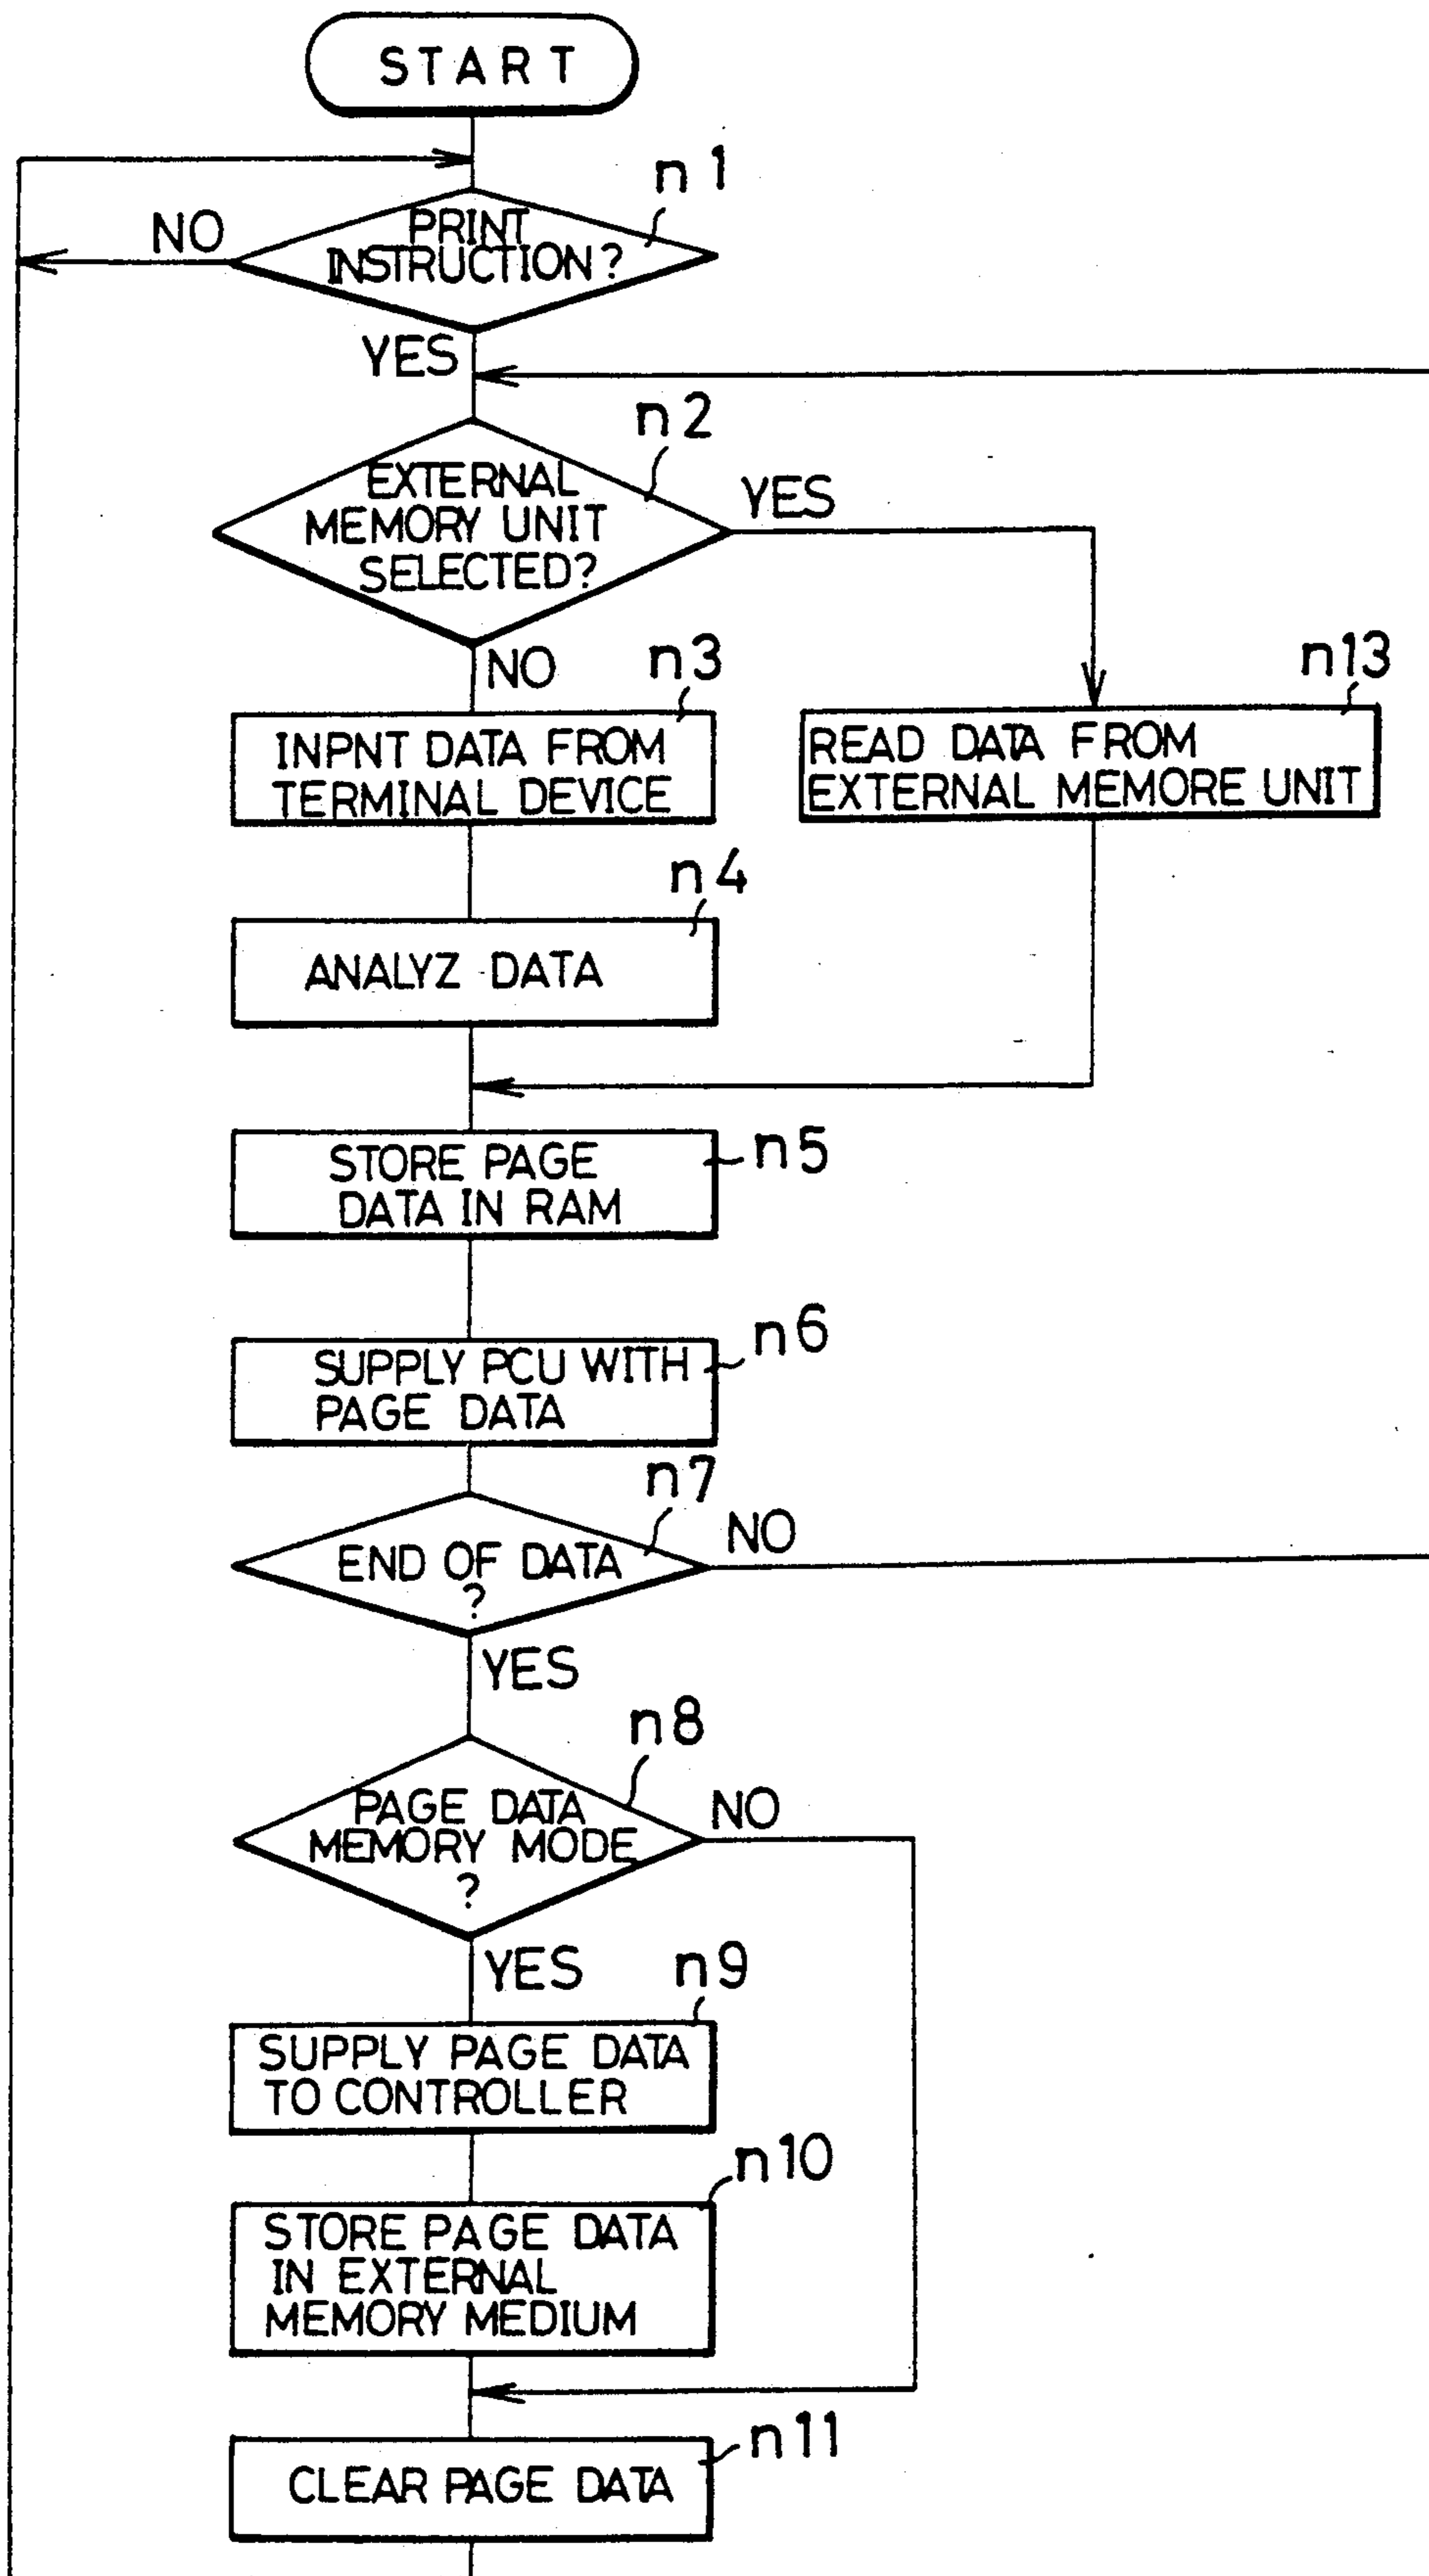 START
n1
NO
PRINT
INSTRUCTION?
YES
n2
EXTERNAL
MEMORY UNIT
SELECTED?
YES
NO
n3
n13
INPNT DATA FROM
TERMINAL DEVICE
READ DATA FROM
EXTERNAL MEMORE UNIT
n4
ANALYZ DATA
STORE PAGE
DATA IN RAM
n5
SUPPLY PCU WITH
PAGE DATA
n6
n7
END OF DATA
?
NO
YES
n8
PAGE DATA
MEMORY MODE
?
NO
YES
n9
SUPPLY PAGE DATA
TO CONTROLLER
n10
STORE PAGE DATA
IN EXTERNAL
MEMORY MEDIUM
n11
CLEAR PAGE DATA